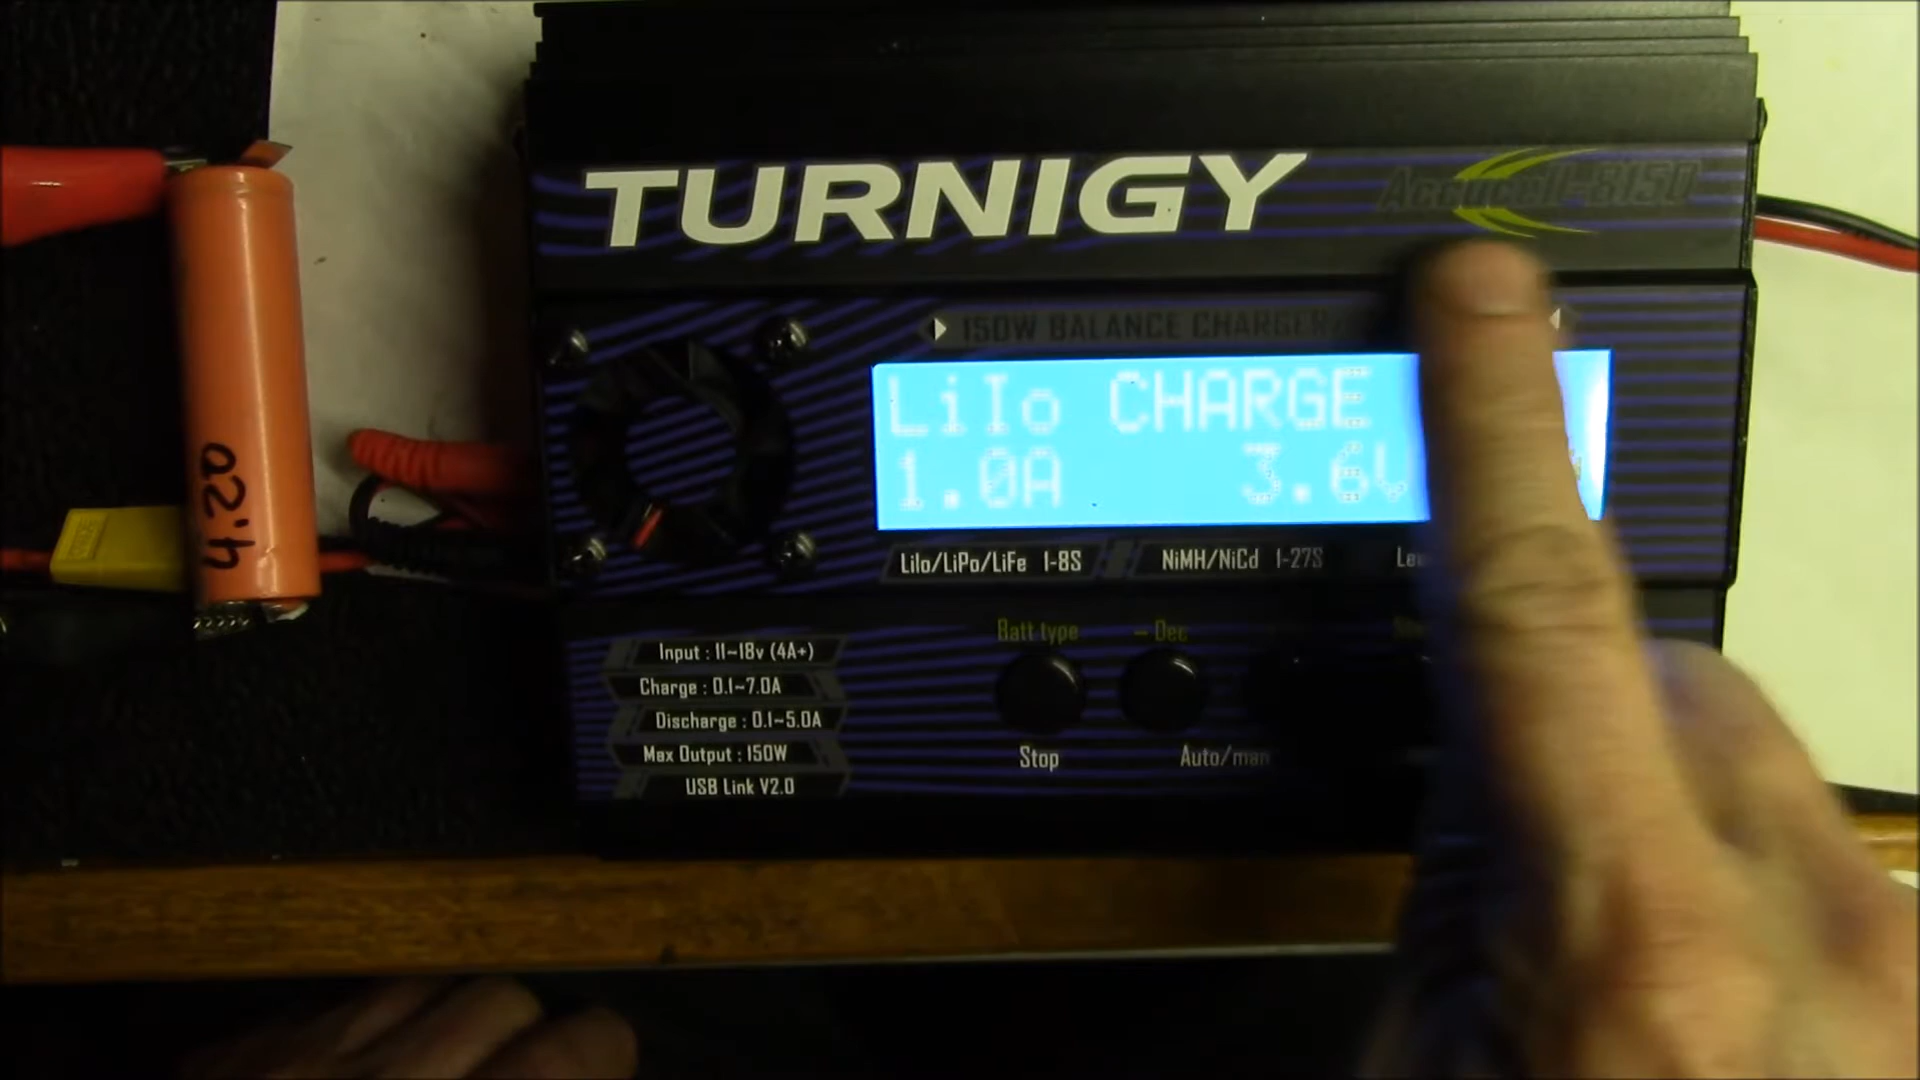 TURNIGY Accucell-8150
150W BALANCE CHARGER/
LiIo CHARGE
1.0A 3.6V
LiIo/LiPo/LiFe 1-8S NiMH/NiCd 1-27S
Batt type - Dec
Stop Auto/man
Input : 11~18v (4A+)
Charge : 0.1~7.0A
Discharge : 0.1~5.0A
Max Output : 150W
USB Link V2.0
4.20